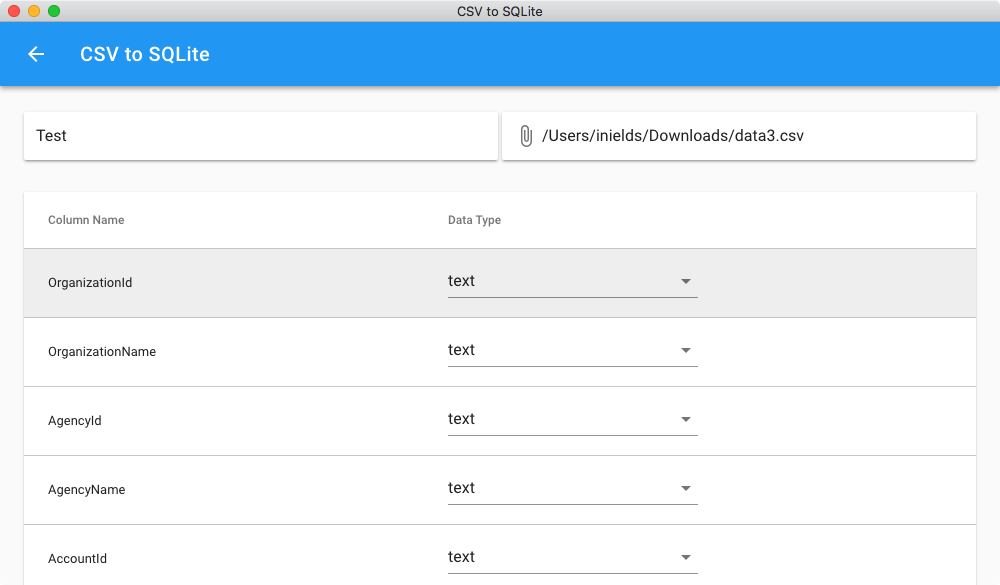 CSV to SQLite
CSV to SQLite
Test /Users/inields/Downloads/data3.csv
Column Name Data Type
OrganizationId text
OrganizationName text
AgencyId text
AgencyName text
AccountId text